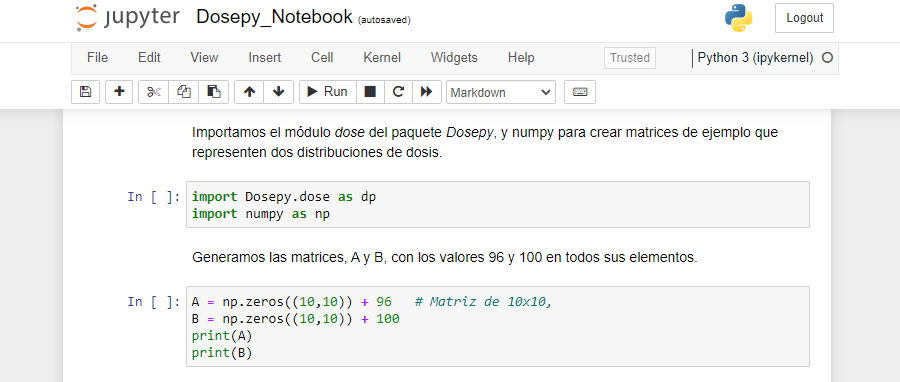 jupyter Dosepy_Notebook (autosaved) Logout
File Edit View Insert Cell Kernel Widgets Help Trusted Python 3 (ipykernel)
Run Markdown
Importamos el módulo dose del paquete Dosepy, y numpy para crear matrices de ejemplo que
representen dos distribuciones de dosis.
In [ ]: import Dosepy.dose as dp
import numpy as np
Generamos las matrices, A y B, con los valores 96 y 100 en todos sus elementos.
In [ ]: A = np.zeros((10,10)) + 96   # Matriz de 10x10,
B = np.zeros((10,10)) + 100
print(A)
print(B)